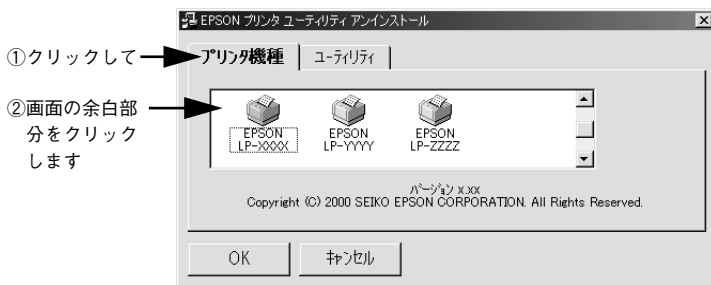 EPSON プリンタ ユーティリティ アンインストール
①クリックして
プリンタ機種
ユーティリティ
②画面の余白部
分をクリック
します
EPSON
LP-XXXX
EPSON
LP-YYYY
EPSON
LP-ZZZZ
バージョン x.xx
Copyright (C) 2000 SEIKO EPSON CORPORATION. All Rights Reserved.
OK
キャンセル